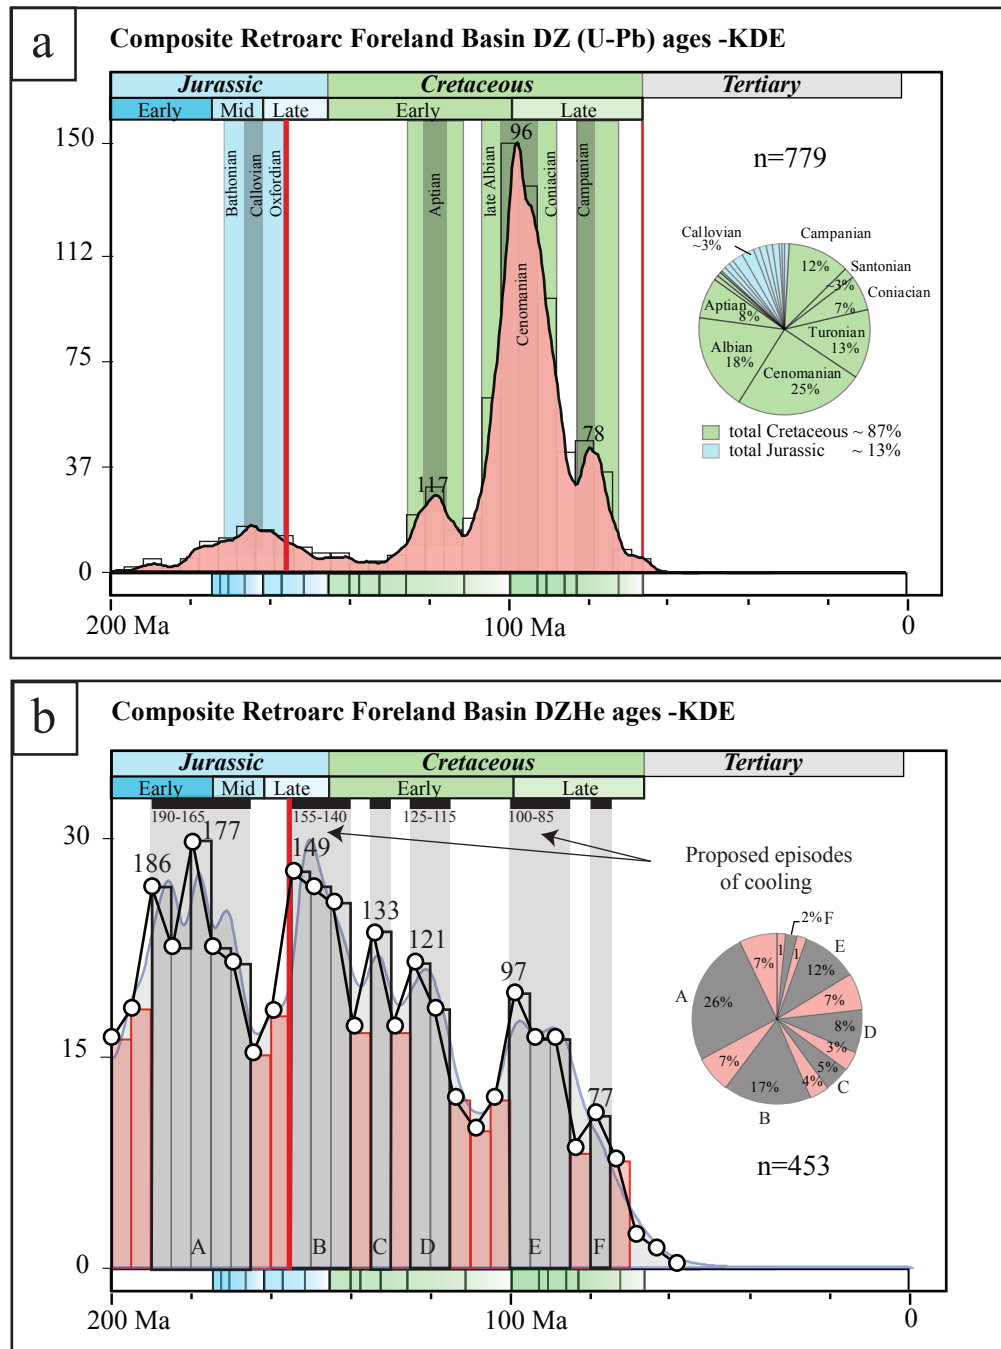 a
Composite Retroarc Foreland Basin DZ (U-Pb) ages -KDE
Jurassic
Cretaceous
Tertiary
Early
Mid
Late
Early
Late
150
112
75
37
0
Bathonian
Callovian
Oxfordian
Aptian
late Albian
Cenomanian
Coniacian
Campanian
117
96
78
n=779
Callovian
~3%
Campanian
12%
Santonian
~3%
Coniacian
7%
Turonian
13%
Cenomanian
25%
Albian
18%
Aptian
8%
total Cretaceous ~ 87%
total Jurassic ~ 13%
200 Ma
100 Ma
0
b
Composite Retroarc Foreland Basin DZHe ages -KDE
Jurassic
Cretaceous
Tertiary
Early
Mid
Late
Early
Late
190-165
155-140
125-115
100-85
30
15
0
186
177
149
133
121
97
77
Proposed episodes
of cooling
A
B
C
D
E
F
7%
1
2% F
1
E
12%
7%
8%
D
3%
5%
C
4%
17%
B
7%
A
26%
n=453
200 Ma
100 Ma
0